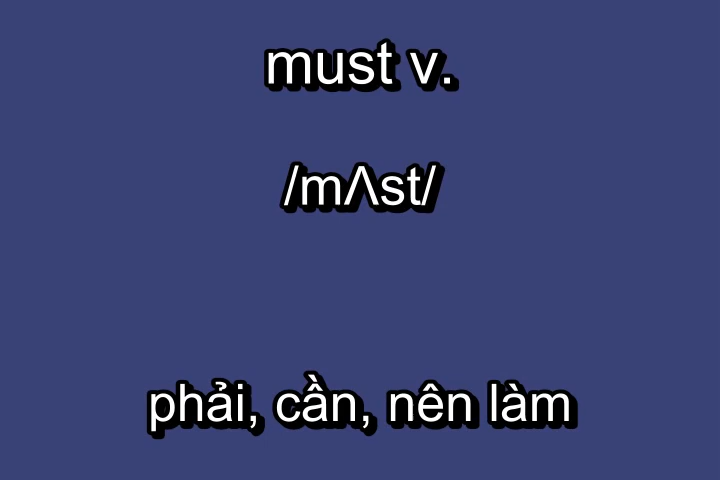 must v.
/mʌst/
phải, cần, nên làm